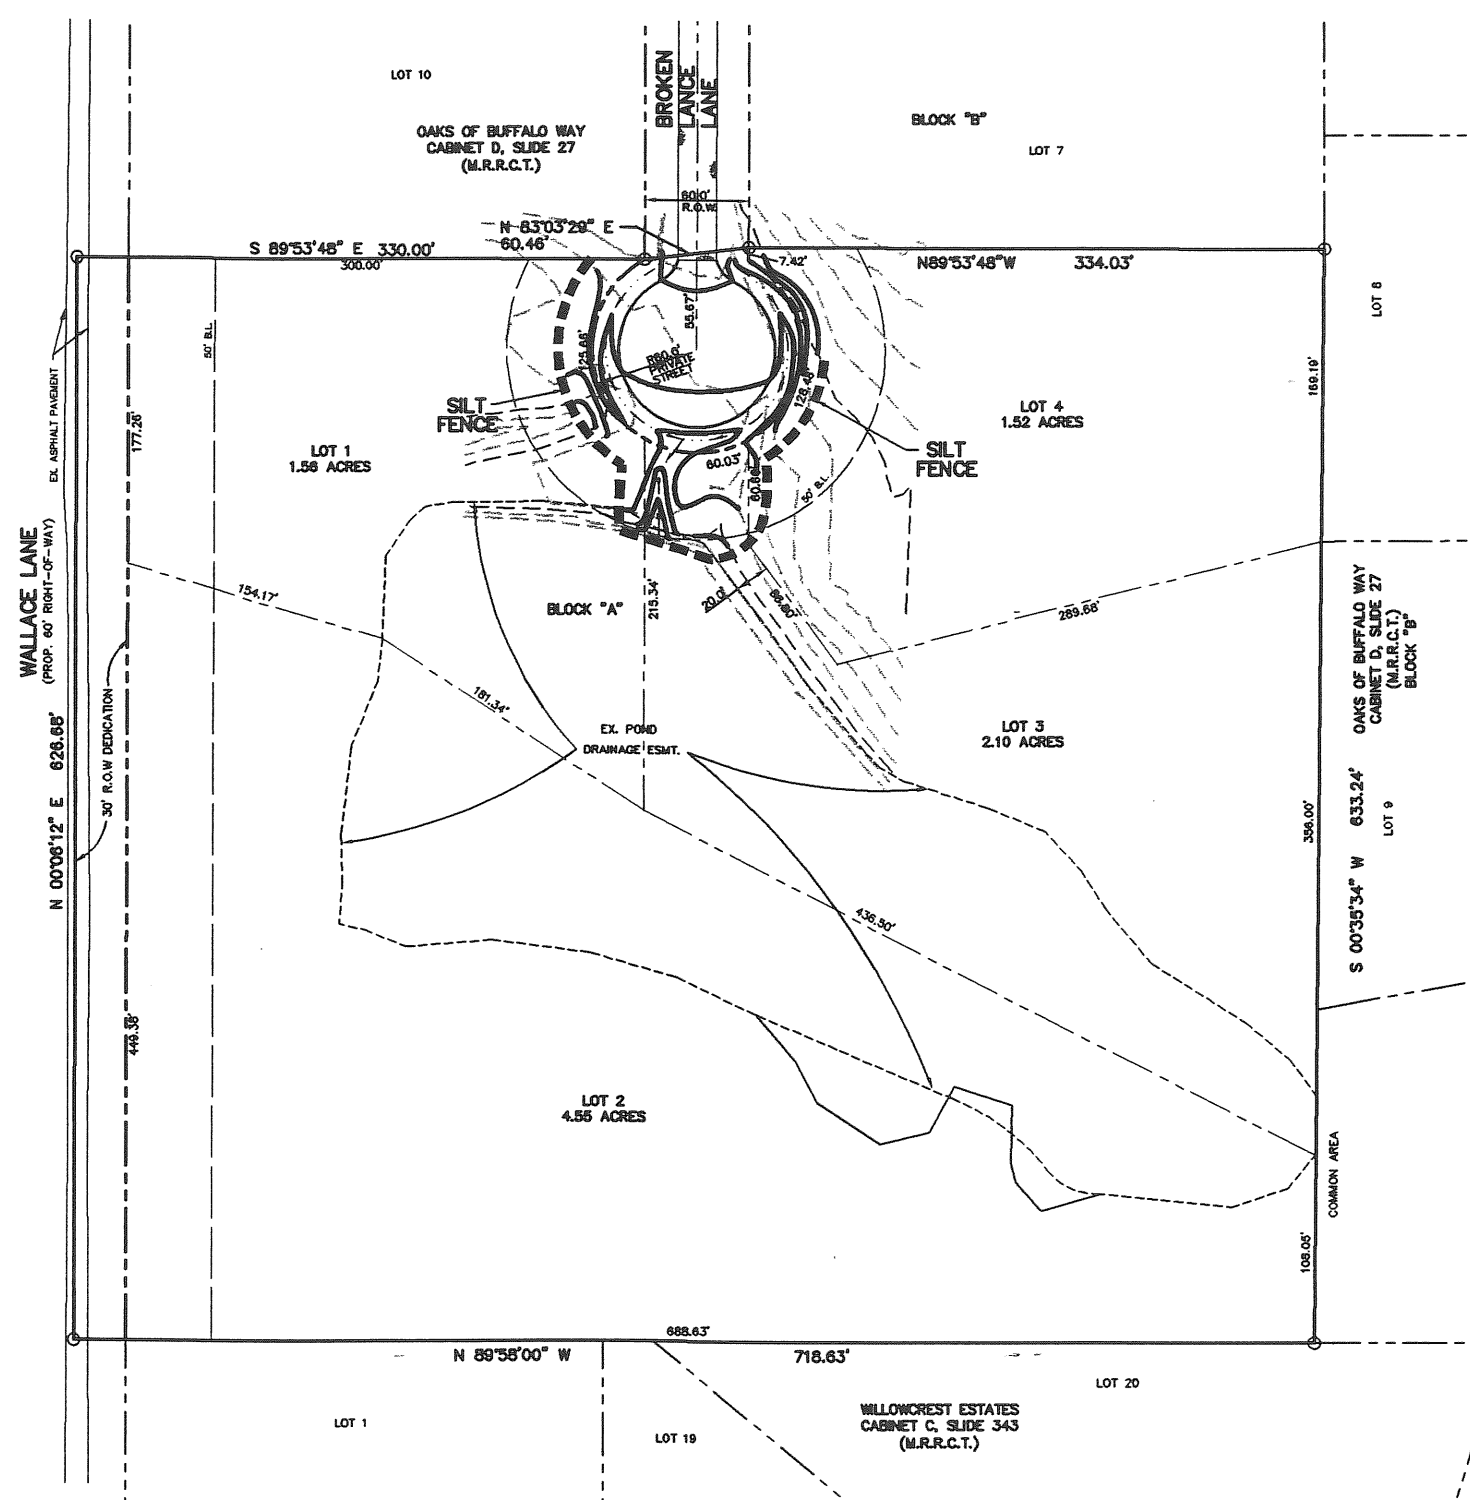 LOT 10
OAKS OF BUFFALO WAY
CABINET D, SLIDE 27
(M.R.R.C.T.)
BROKEN
LANCE
LANE
BLOCK "B"
LOT 7
60.0'
R.O.W.
N 83°03'29" E
60.46'
S 89°53'48" E 330.00'
300.00'
7.42'
N89°53'48"W 334.03'
LOT 8
50' B.L.
EX. ASPHALT PAVEMENT
177.26'
55.67'
125.66'
R60.0'
PRIVATE
STREET
128.48'
169.19'
SILT
FENCE
LOT 1
1.56 ACRES
LOT 4
1.52 ACRES
SILT
FENCE
60.03'
50' B.L.
WALLACE LANE
(PROP. 60' RIGHT-OF-WAY)
N 00°06'12" E 626.68'
30' R.O.W DEDICATION
154.17'
BLOCK "A"
215.34'
20.0'
289.68'
181.34'
EX. POND
DRAINAGE ESMT.
LOT 3
2.10 ACRES
OAKS OF BUFFALO WAY
CABINET D, SLIDE 27
(M.R.R.C.T.)
BLOCK "B"
S 00°35'34" W 633.24'
LOT 9
356.00'
436.50'
449.38'
LOT 2
4.55 ACRES
COMMON AREA
108.05'
688.63'
N 89°58'00" W 718.63'
LOT 1
LOT 19
WILLOWCREST ESTATES
CABINET C, SLIDE 343
(M.R.R.C.T.)
LOT 20